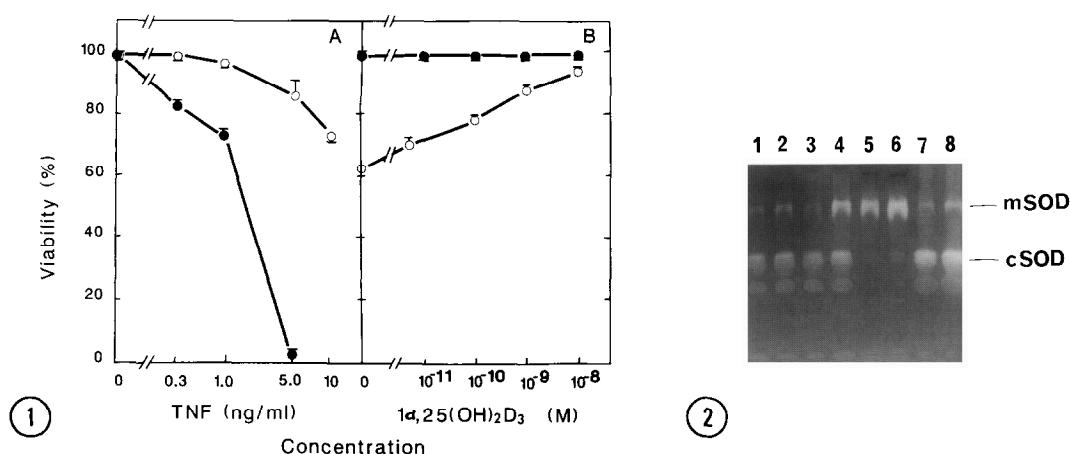 A
B
100
80
60
40
20
0
Viability (%)
0 0.3 1.0 5.0 10
0 10⁻¹¹ 10⁻¹⁰ 10⁻⁹ 10⁻⁸
TNF (ng/ml)
1α,25(OH)₂D₃ (M)
Concentration
1
1 2 3 4 5 6 7 8
mSOD
cSOD
2